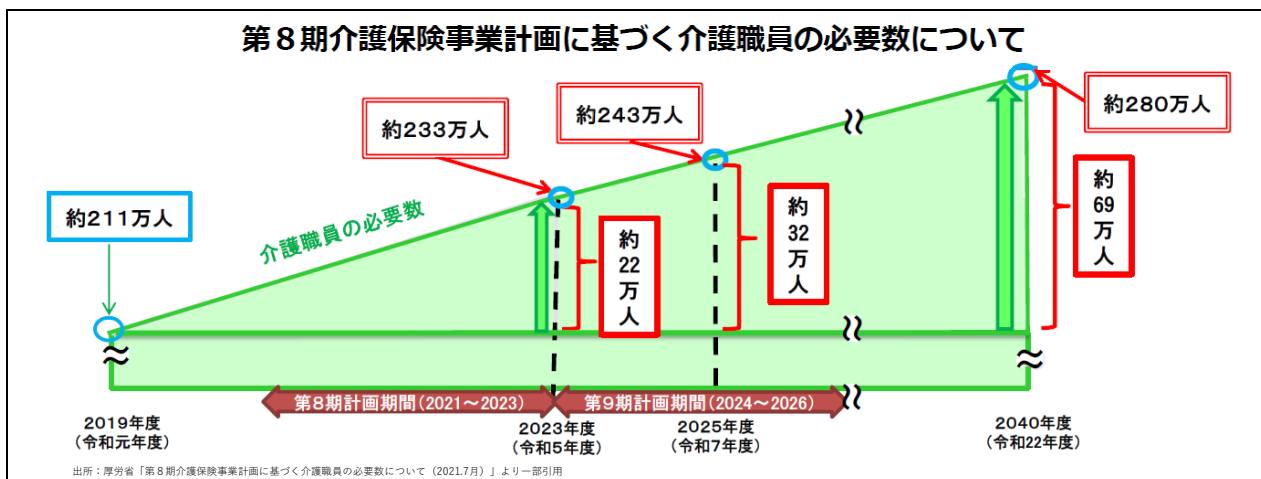 第８期介護保険事業計画に基づく介護職員の必要数について
約211万人
約233万人
約243万人
約280万人
介護職員の必要数
約22万人
約32万人
約69万人
第８期計画期間(2021～2023)
第９期計画期間(2024～2026)
2019年度
(令和元年度)
2023年度
(令和5年度)
2025年度
(令和7年度)
2040年度
(令和22年度)
出所：厚労省「第８期介護保険事業計画に基づく介護職員の必要数について（2021.7月）」より一部引用